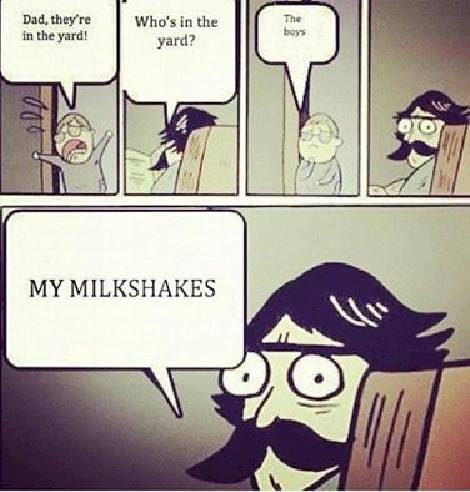 Dad, they're
in the yard!
Who's in the
yard?
The
boys
MY MILKSHAKES